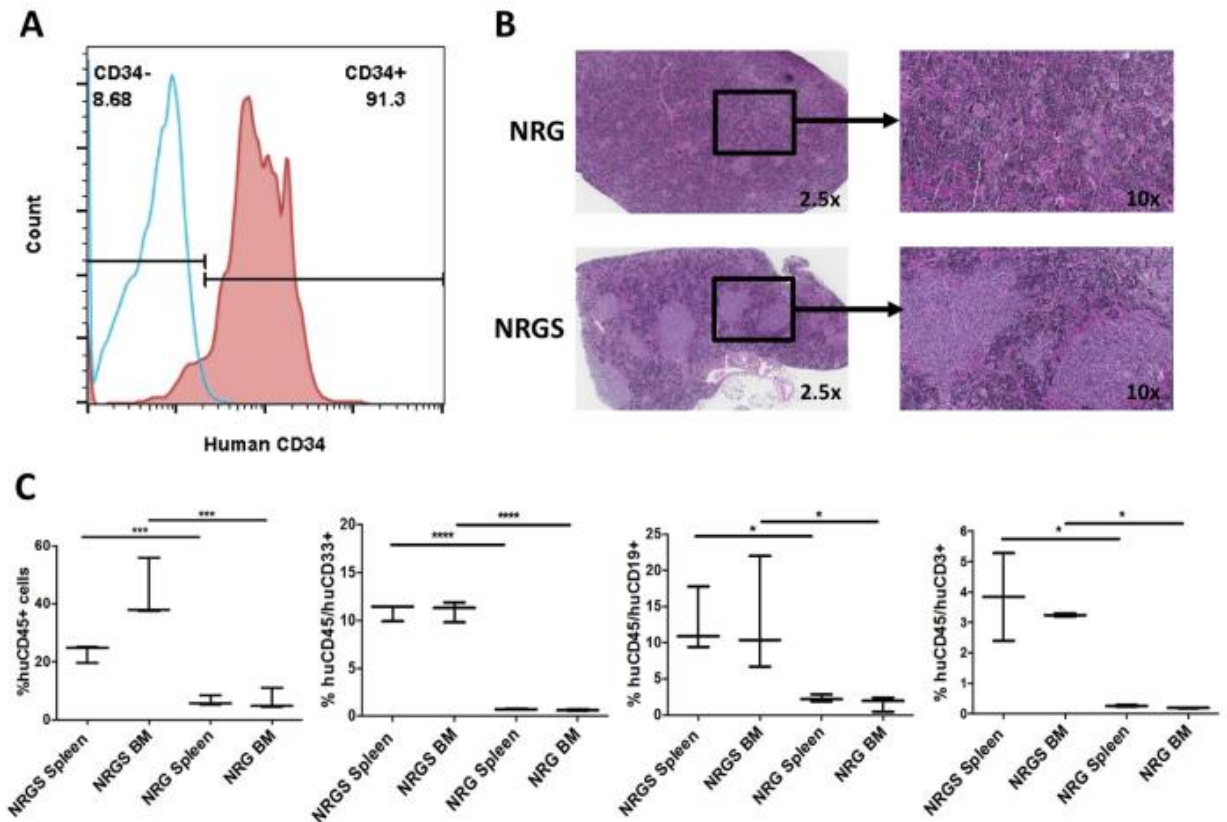 A
CD34-
8.68
CD34+
91.3
Count
Human CD34
B
NRG
2.5x
10x
NRGS
2.5x
10x
C
%huCD45+ cells
60
40
20
0
***
***
NRGS Spleen
NRGS BM
NRG Spleen
NRG BM
% huCD45/huCD33+
20
15
10
5
0
****
****
NRGS Spleen
NRGS BM
NRG Spleen
NRG BM
% huCD45/huCD19+
25
20
15
10
5
0
*
*
NRGS Spleen
NRGS BM
NRG Spleen
NRG BM
% huCD45/huCD3+
6
5
4
3
2
1
0
*
*
NRGS Spleen
NRGS BM
NRG Spleen
NRG BM